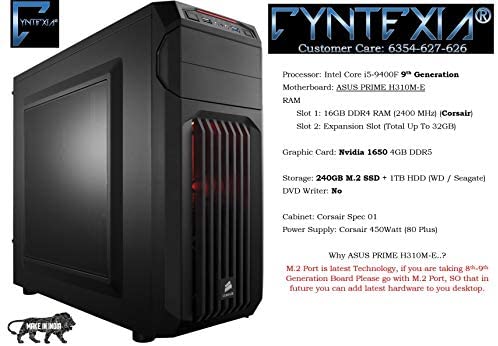 CYNTEXIA
CYNTEXIA®
Customer Care: 6354-627-626
Processor: Intel Core i5-9400F 9th Generation
Motherboard: ASUS PRIME H310M-E
RAM
Slot 1: 16GB DDR4 RAM (2400 MHz) (Corsair)
Slot 2: Expansion Slot (Total Up To 32GB)
Graphic Card: Nvidia 1650 4GB DDR5
Storage: 240GB M.2 SSD + 1TB HDD (WD / Seagate)
DVD Writer: No
Cabinet: Corsair Spec 01
Power Supply: Corsair 450Watt (80 Plus)
Why ASUS PRIME H310M-E..?
M.2 Port is latest Technology, if you are taking 8th-9th
Generation Board Please go with M.2 Port, SO that in
future you can add latest hardware to you desktop.
CORSAIR
MAKE IN INDIA